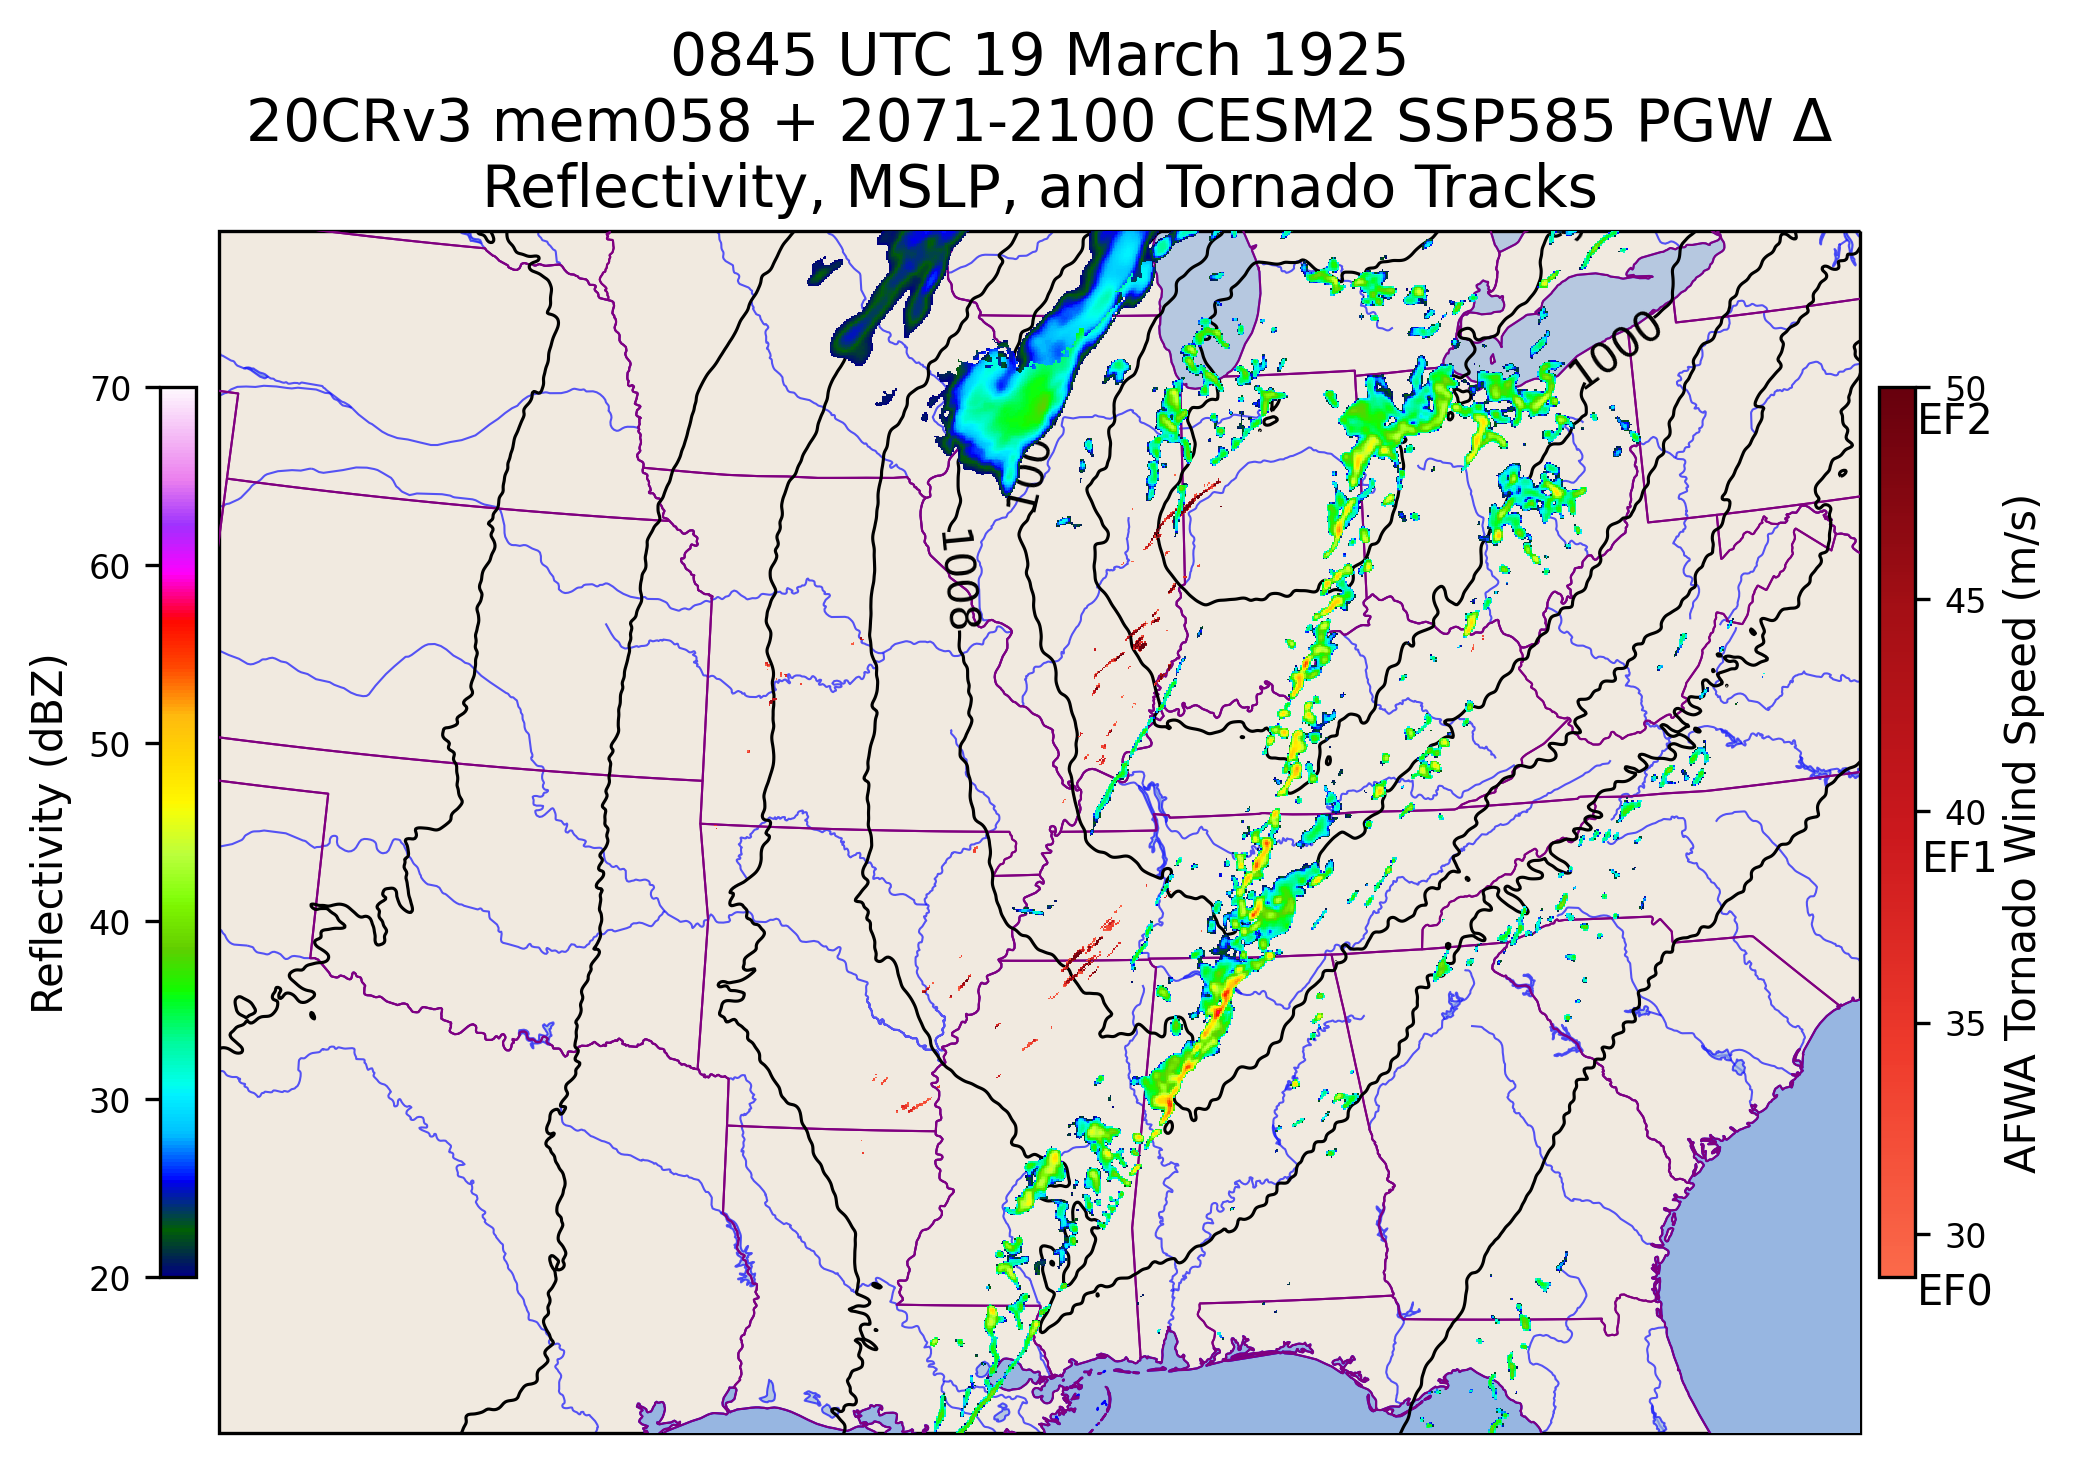 0845 UTC 19 March 1925
20CRv3 mem058 + 2071-2100 CESM2 SSP585 PGW Δ
Reflectivity, MSLP, and Tornado Tracks
1000
1008
70
60
50
40
30
20
Reflectivity (dBZ)
50
EF2
45
40
EF1
35
30
EF0
AFWA Tornado Wind Speed (m/s)